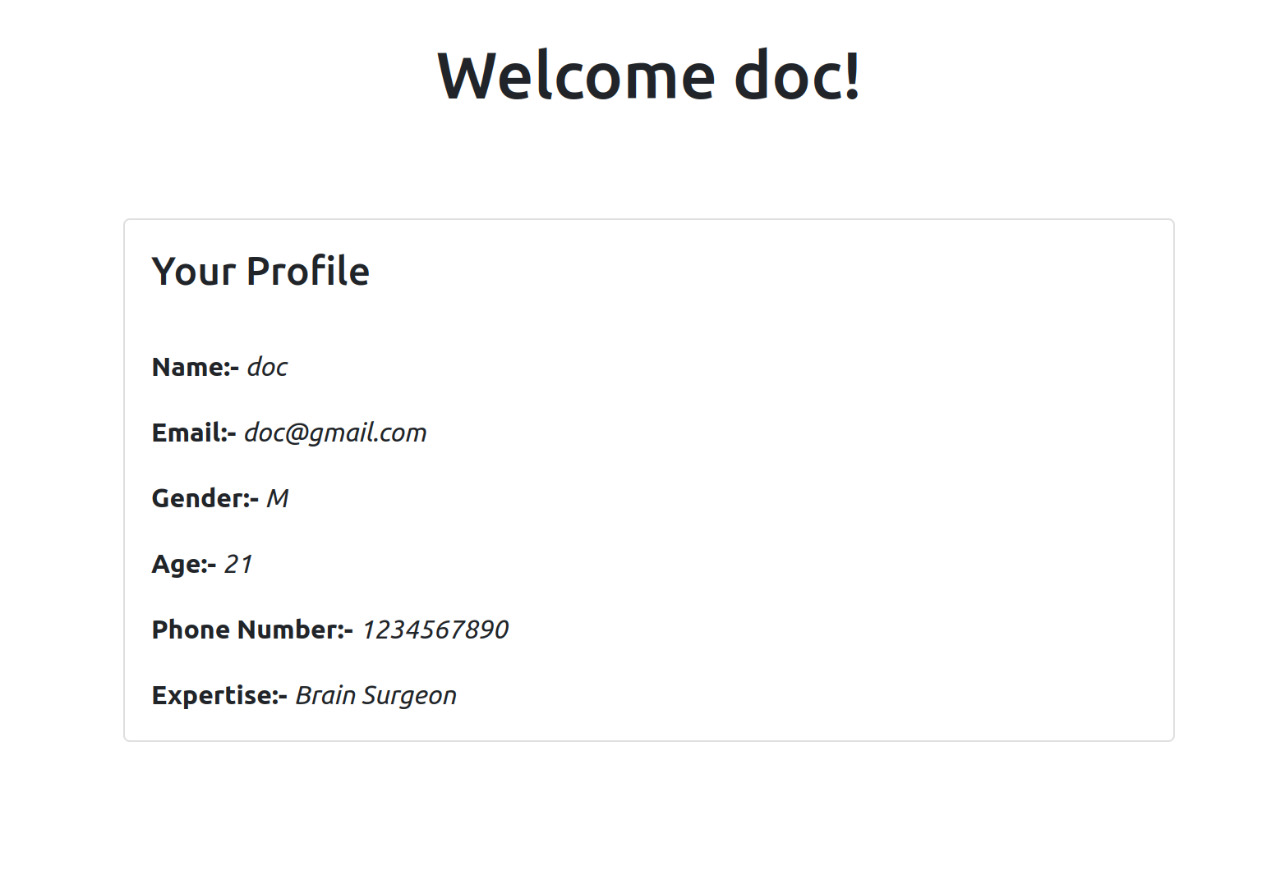 Welcome doc!
Your Profile
Name:- doc
Email:- doc@gmail.com
Gender:- M
Age:- 21
Phone Number:- 1234567890
Expertise:- Brain Surgeon